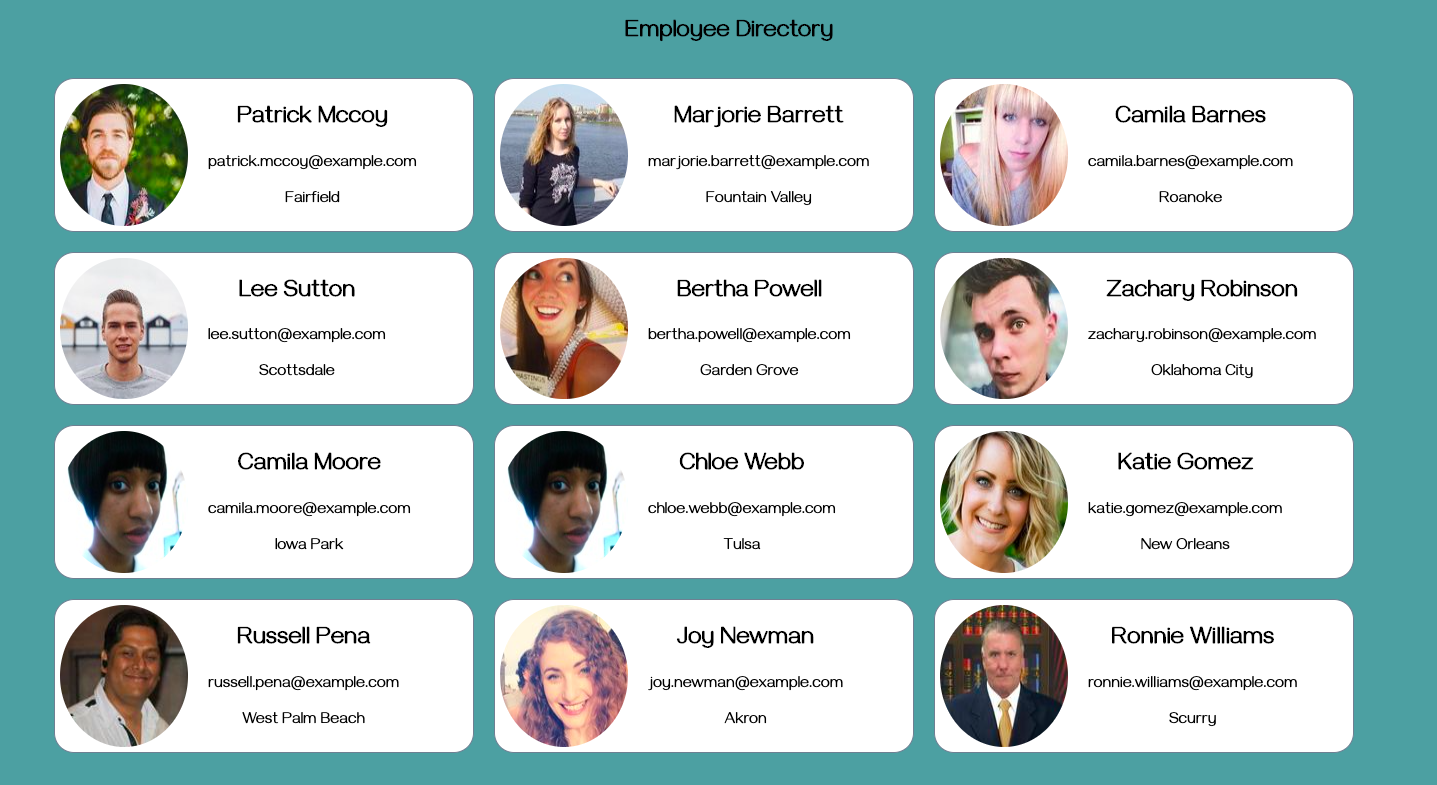 Employee Directory
Patrick Mccoy
patrick.mccoy@example.com
Fairfield
Marjorie Barrett
marjorie.barrett@example.com
Fountain Valley
Camila Barnes
camila.barnes@example.com
Roanoke
Lee Sutton
lee.sutton@example.com
Scottsdale
Bertha Powell
bertha.powell@example.com
Garden Grove
HASTINGS
Zachary Robinson
zachary.robinson@example.com
Oklahoma City
Camila Moore
camila.moore@example.com
Iowa Park
Chloe Webb
chloe.webb@example.com
Tulsa
Katie Gomez
katie.gomez@example.com
New Orleans
Russell Pena
russell.pena@example.com
West Palm Beach
Joy Newman
joy.newman@example.com
Akron
Ronnie Williams
ronnie.williams@example.com
Scurry